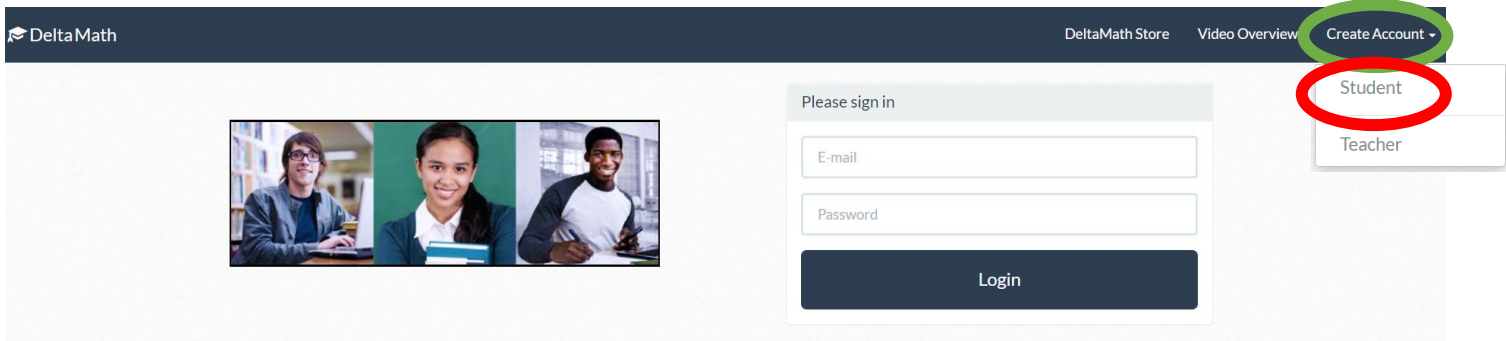 DeltaMath
DeltaMath Store Video Overview Create Account
Student
Teacher
Please sign in
E-mail
Password
Login